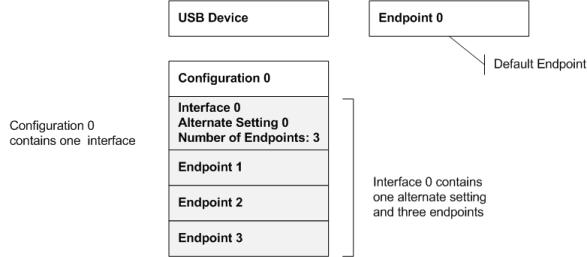 USB Device
Endpoint 0
Default Endpoint
Configuration 0
Interface 0
Alternate Setting 0
Number of Endpoints: 3
Configuration 0
contains one interface
Endpoint 1
Endpoint 2
Endpoint 3
Interface 0 contains
one alternate setting
and three endpoints